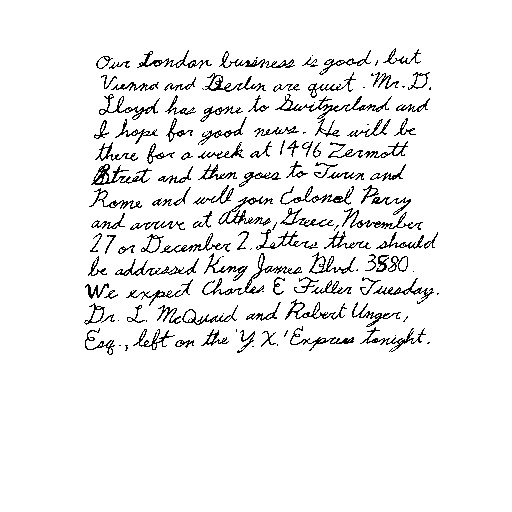 Our London business is good, but
Vienna and Berlin are quiet. Mr. D.
Lloyd has gone to Switzerland and
I hope for good news. He will be
there for a week at 1496 Zermott
Street and then goes to Turin and
Rome and will join Colonel Parry
and arrive at Athens, Greece, November
27 or December 2. Letters there should
be addressed King James Blvd. 3580.
We expect Charles E Fuller Tuesday.
Dr. L. McQuaid and Robert Unger,
Esq., left on the 'Y. X.' Express tonight.